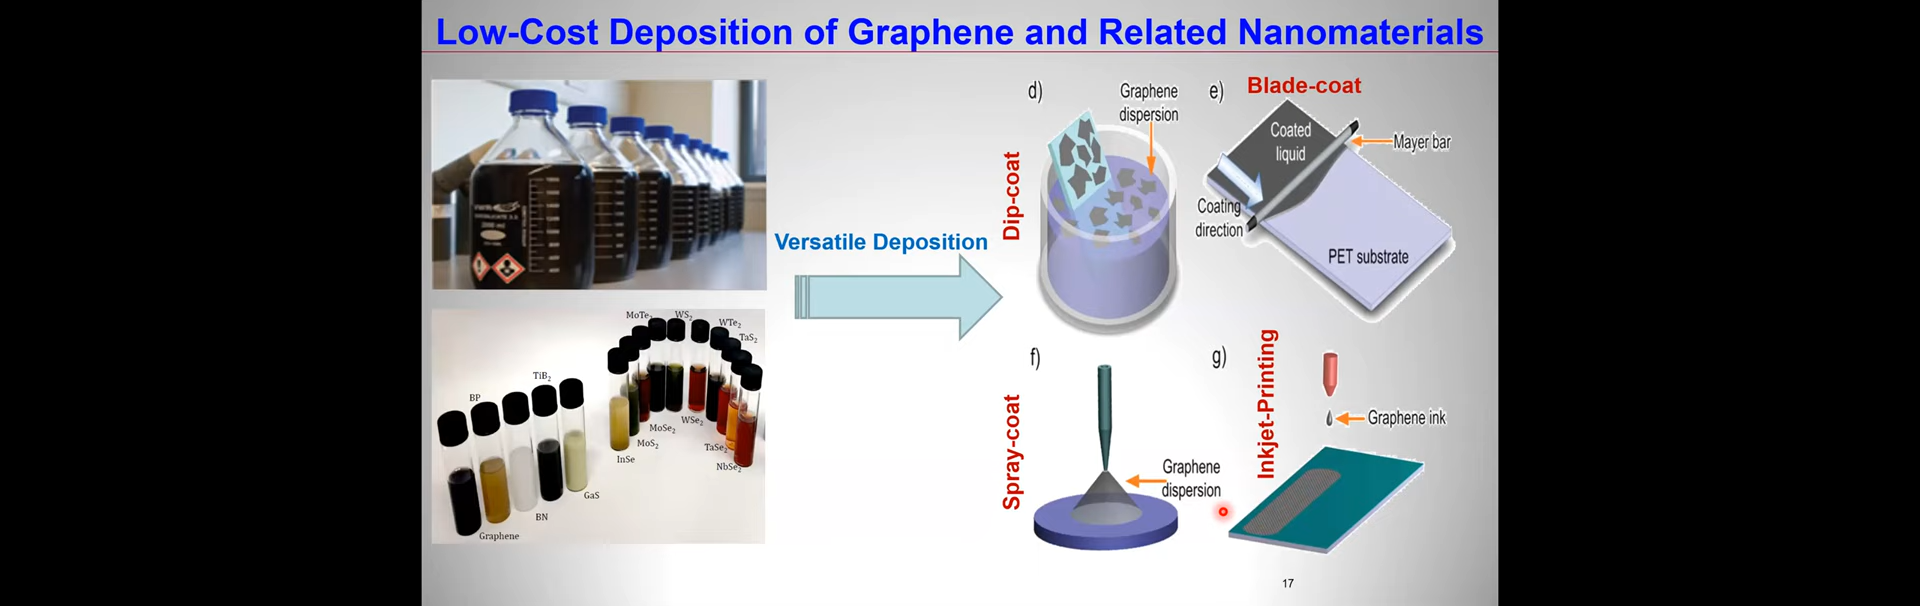 Low-Cost Deposition of Graphene and Related Nanomaterials
MoTe₂
WS₂
WTe₂
TaS₂
TiB₂
BP
MoSe₂
WSe₂
MoS₂
TaSe₂
InSe
NbSe₂
GaS
BN
Graphene
Versatile Deposition
d)
Dip-coat
Graphene
dispersion
e)
Blade-coat
Coated
liquid
Mayer bar
Coating
direction
PET substrate
f)
Spray-coat
Graphene
dispersion
g)
Inkjet-Printing
Graphene ink
17